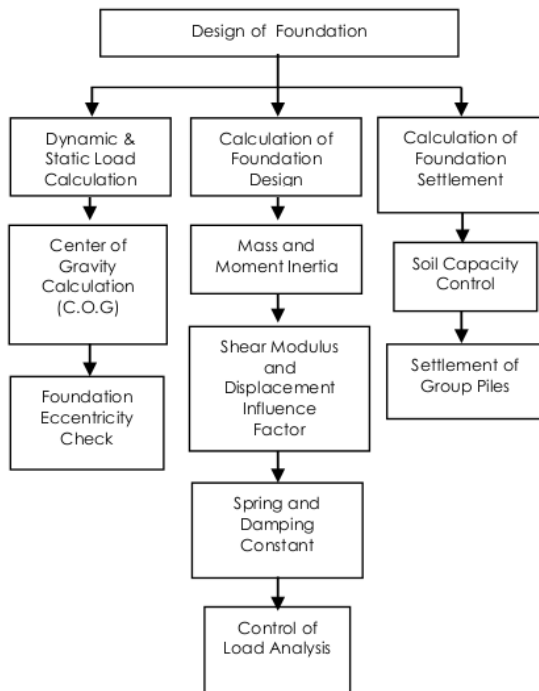 Design of Foundation
Dynamic &
Static Load
Calculation
Calculation of
Foundation
Design
Calculation of
Foundation
Settlement
Center of
Gravity
Calculation
(C.O.G)
Mass and
Moment Inertia
Soil Capacity
Control
Foundation
Eccentricity
Check
Shear Modulus
and
Displacement
Influence
Factor
Settlement of
Group Piles
Spring and
Damping
Constant
Control of
Load Analysis